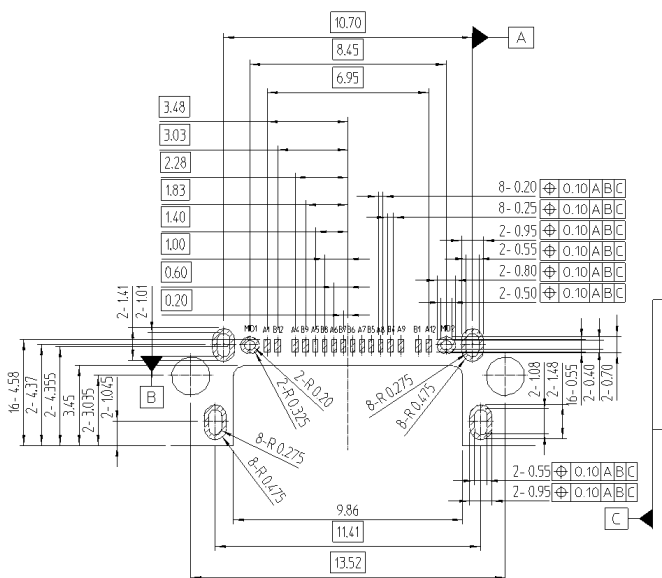 10.70
A
8.45
6.95
3.48
3.03
2.28
1.83
1.40
1.00
0.60
0.20
8-0.20 ⌖ 0.10 A B C
8-0.25 ⌖ 0.10 A B C
2-0.95 ⌖ 0.10 A B C
2-0.55 ⌖ 0.10 A B C
2-0.80 ⌖ 0.10 A B C
2-0.50 ⌖ 0.10 A B C
2-1.41
2-1.01
MD1 A1 B12 A4 B9 A5 B8 A6 B7 B6 A7 B5 A8 B4 A9 B1 A12 MD2
16-4.58
2-4.37
2-4.355
3.45
2-3.035
2-1.045
B
2-R0.20
2-R0.325
8-R0.275
8-R0.475
2-1.08
2-1.48
16-0.55
2-0.40
2-0.70
8-R0.275
8-R0.475
2-0.55 ⌖ 0.10 A B C
2-0.95 ⌖ 0.10 A B C
9.86
C
11.41
13.52